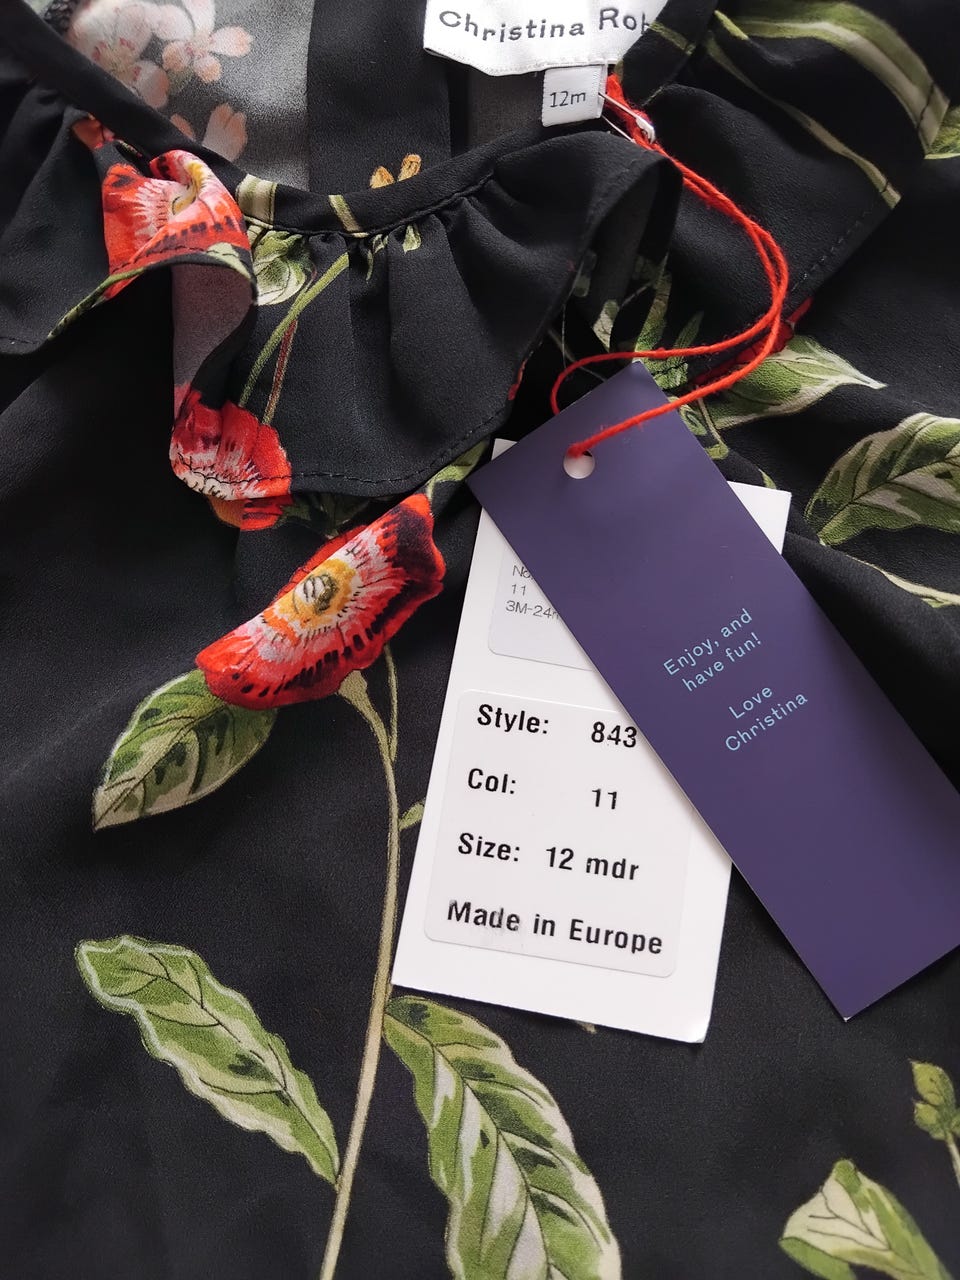 Christina
12m
11
Style: 843
Col: 11
Size: 12 mdr
Made in Europe
Enjoy, and
have fun!
Love
Christina